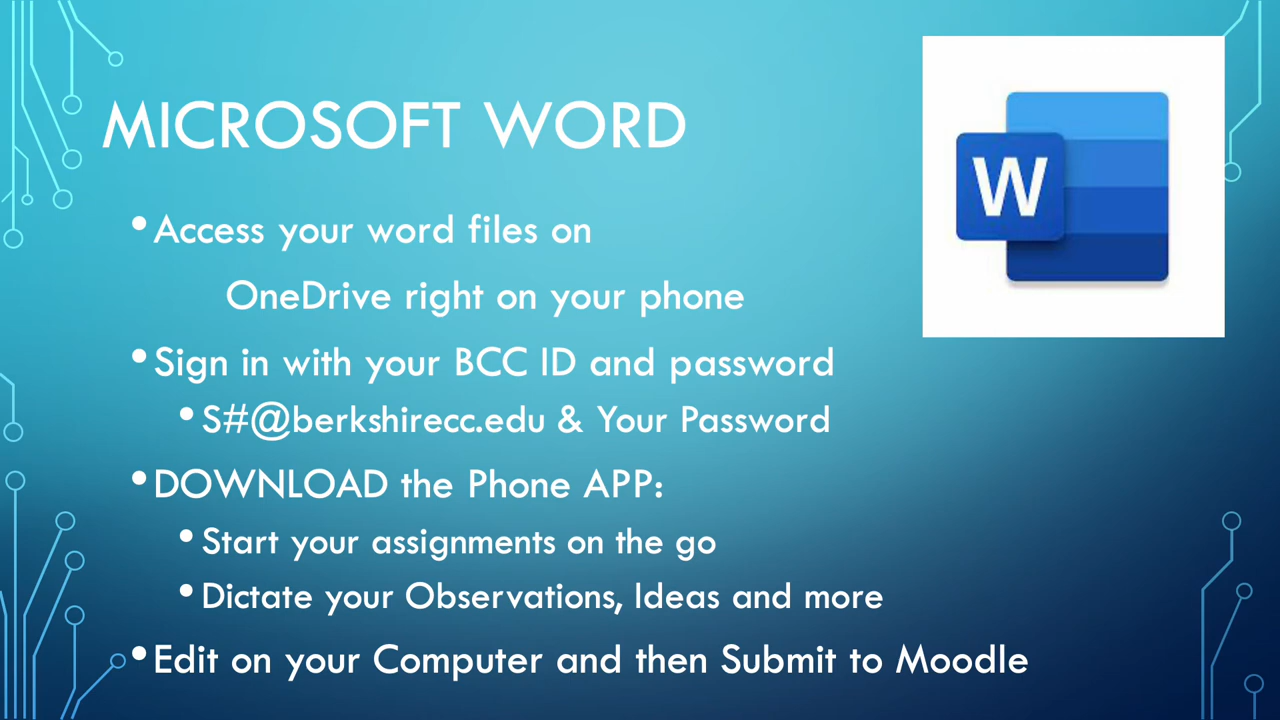 MICROSOFT WORD
W
•Access your word files on
OneDrive right on your phone
•Sign in with your BCC ID and password
•S#@berkshirecc.edu & Your Password
•DOWNLOAD the Phone APP:
•Start your assignments on the go
•Dictate your Observations, Ideas and more
•Edit on your Computer and then Submit to Moodle